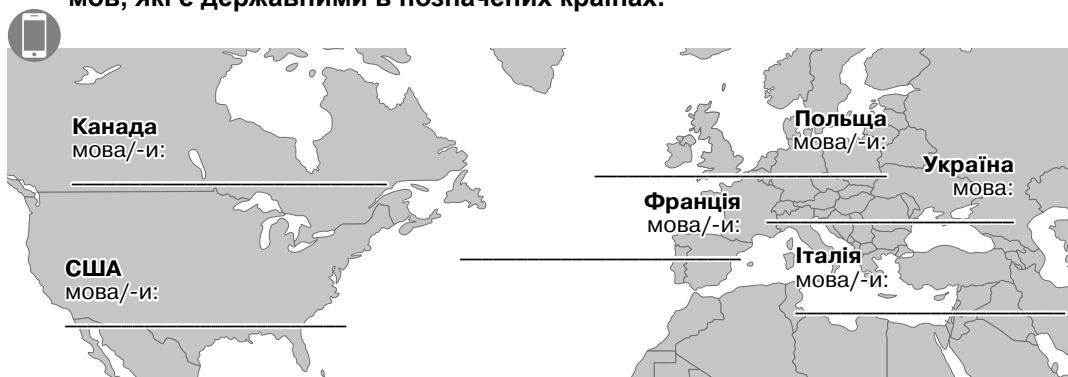 мов, які є державними в позначених країнах.
Канада
мова/-и:
Польща
мова/-и:
Україна
мова:
Франція
мова/-и:
США
мова/-и:
Італія
мова/-и: